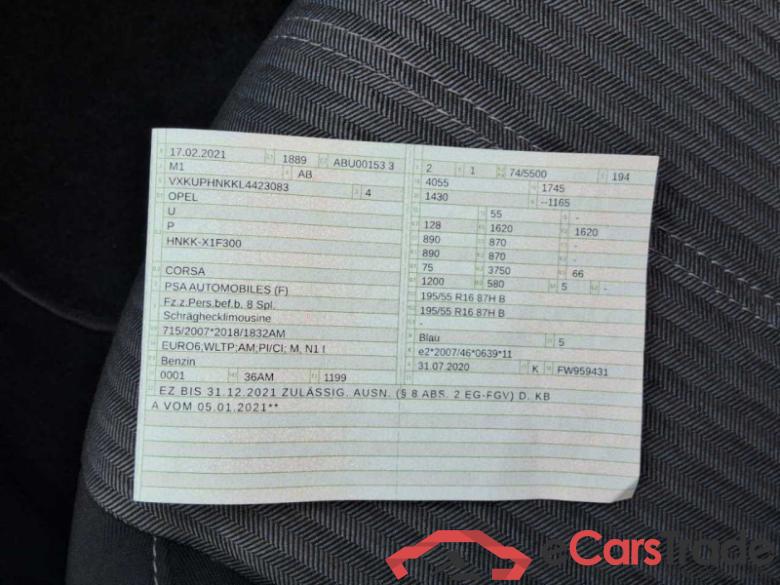 17.02.2021 1889 ABU00153 3
M1 AB
VXKUPHNKKL4423083 4
OPEL
U
P
HNKK-X1F300
CORSA
PSA AUTOMOBILES (F)
Fz.z.Pers.bef.b. 8 Spl.
Schräghecklimousine
715/2007*2018/1832AM
EURO6;WLTP;AM;PI/CI; M, N1 I
Benzin
0001 36AM 1199
2 1 74/5500 194
4055 1745
1430 --1165
55 -
128 1620 1620
890 870 -
890 870 -
75 3750 66
1200 580 5 -
195/55 R16 87H B
195/55 R16 87H B
-
Blau 5
e2*2007/46*0639*11
31.07.2020 K FW959431
EZ BIS 31.12.2021 ZULÄSSIG. AUSN. (§ 8 ABS. 2 EG-FGV) D. KB
A VOM 05.01.2021**
eCarsTrade